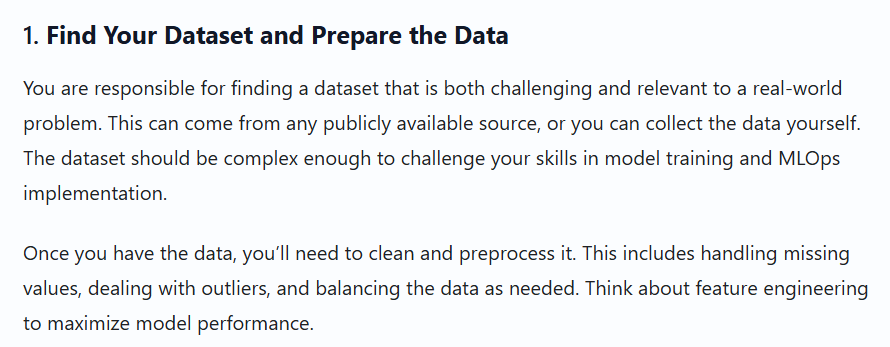 1. Find Your Dataset and Prepare the Data
You are responsible for finding a dataset that is both challenging and relevant to a real-world
problem. This can come from any publicly available source, or you can collect the data yourself.
The dataset should be complex enough to challenge your skills in model training and MLOps
implementation.
Once you have the data, you’ll need to clean and preprocess it. This includes handling missing
values, dealing with outliers, and balancing the data as needed. Think about feature engineering
to maximize model performance.